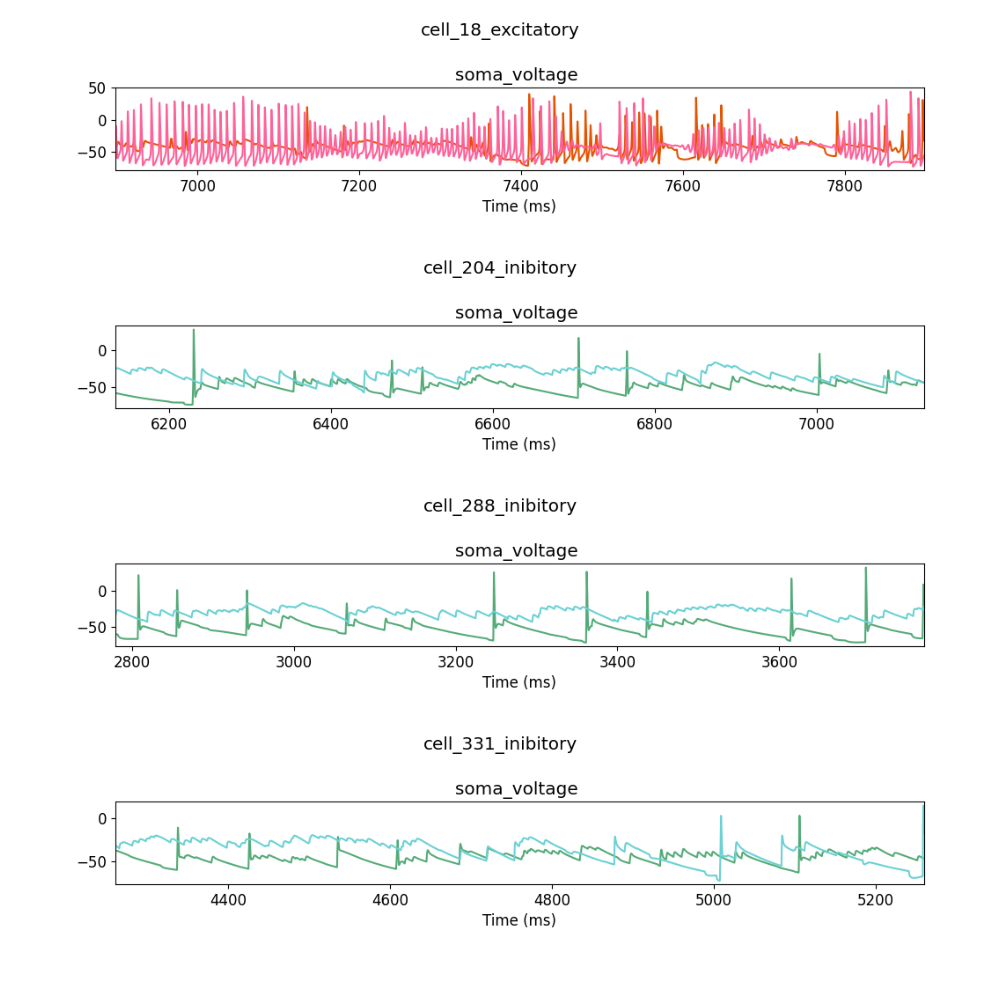 cell_18_excitatory
soma_voltage
50
0
−50
7000 7200 7400 7600 7800
Time (ms)
cell_204_inibitory
soma_voltage
0
−50
6200 6400 6600 6800 7000
Time (ms)
cell_288_inibitory
soma_voltage
0
−50
2800 3000 3200 3400 3600
Time (ms)
cell_331_inibitory
soma_voltage
0
−50
4400 4600 4800 5000 5200
Time (ms)